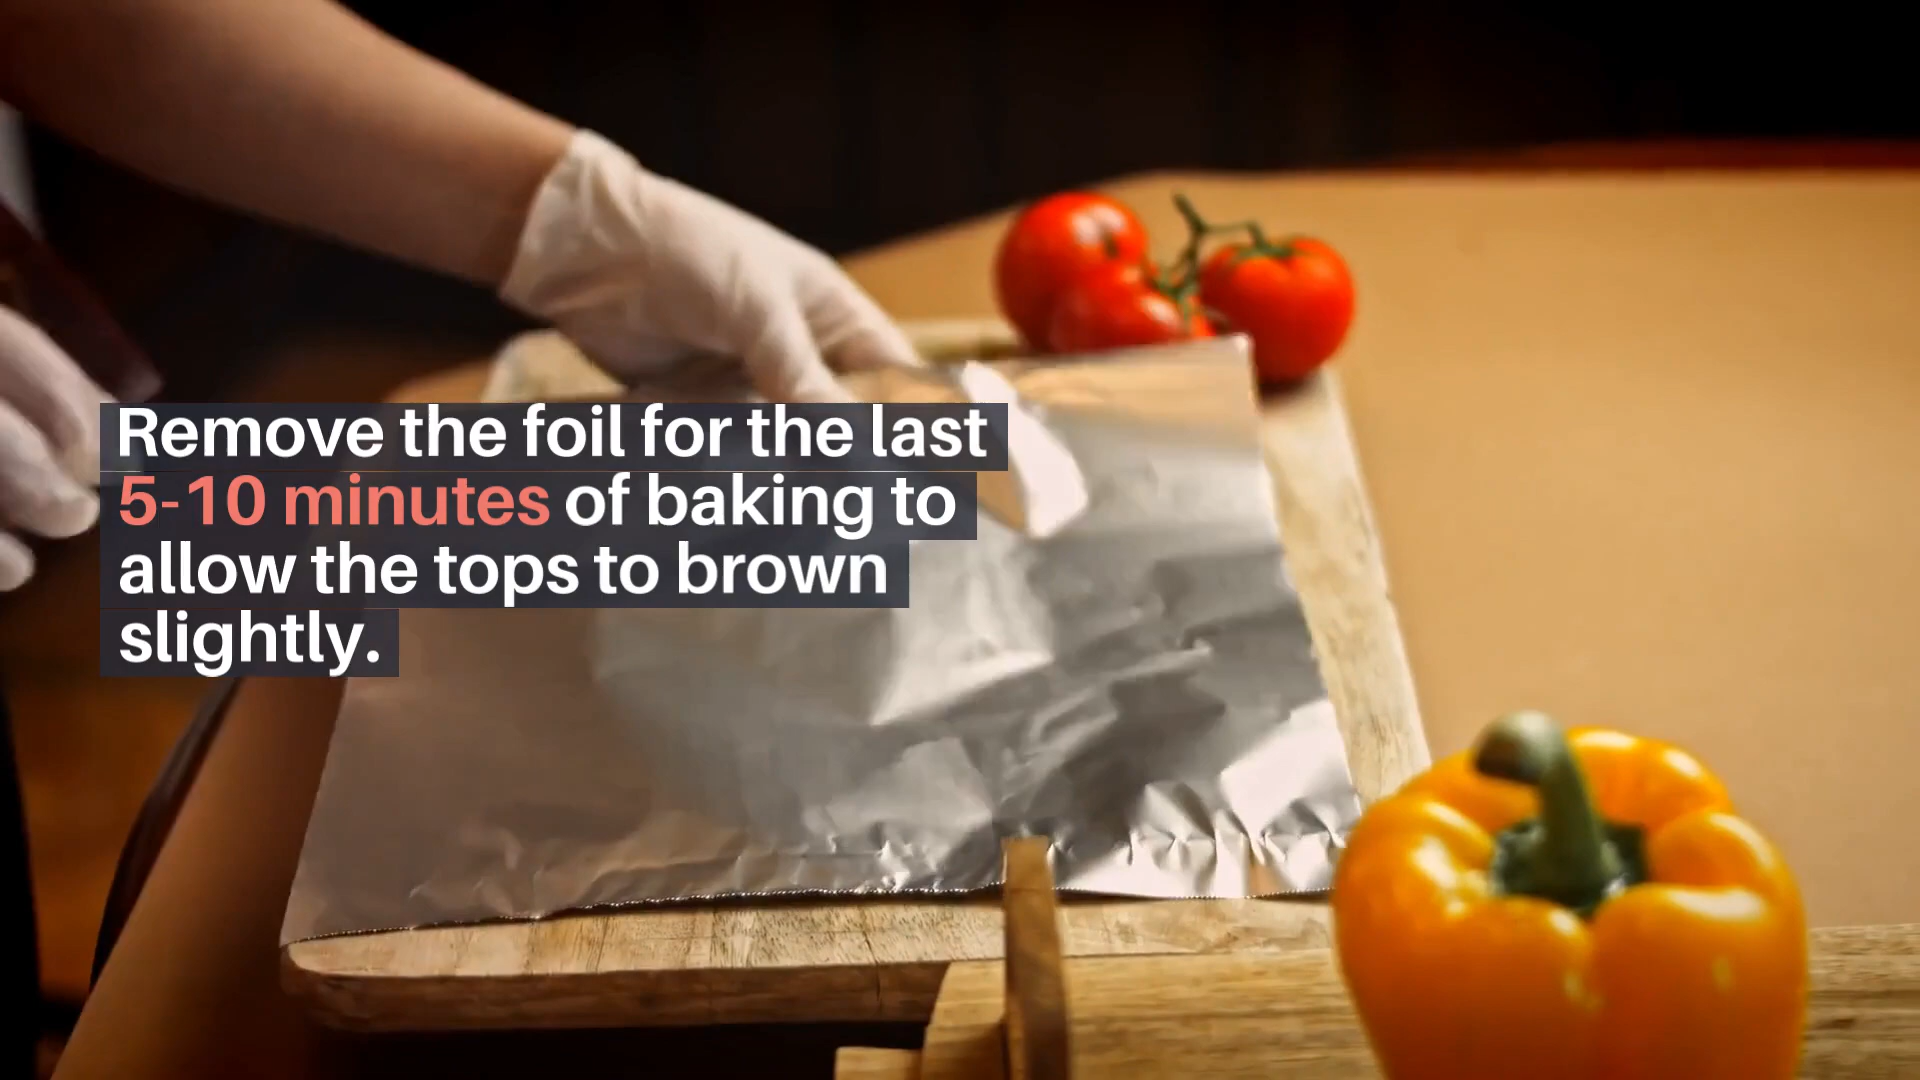 Remove the foil for the last
5-10 minutes of baking to
allow the tops to brown
slightly.